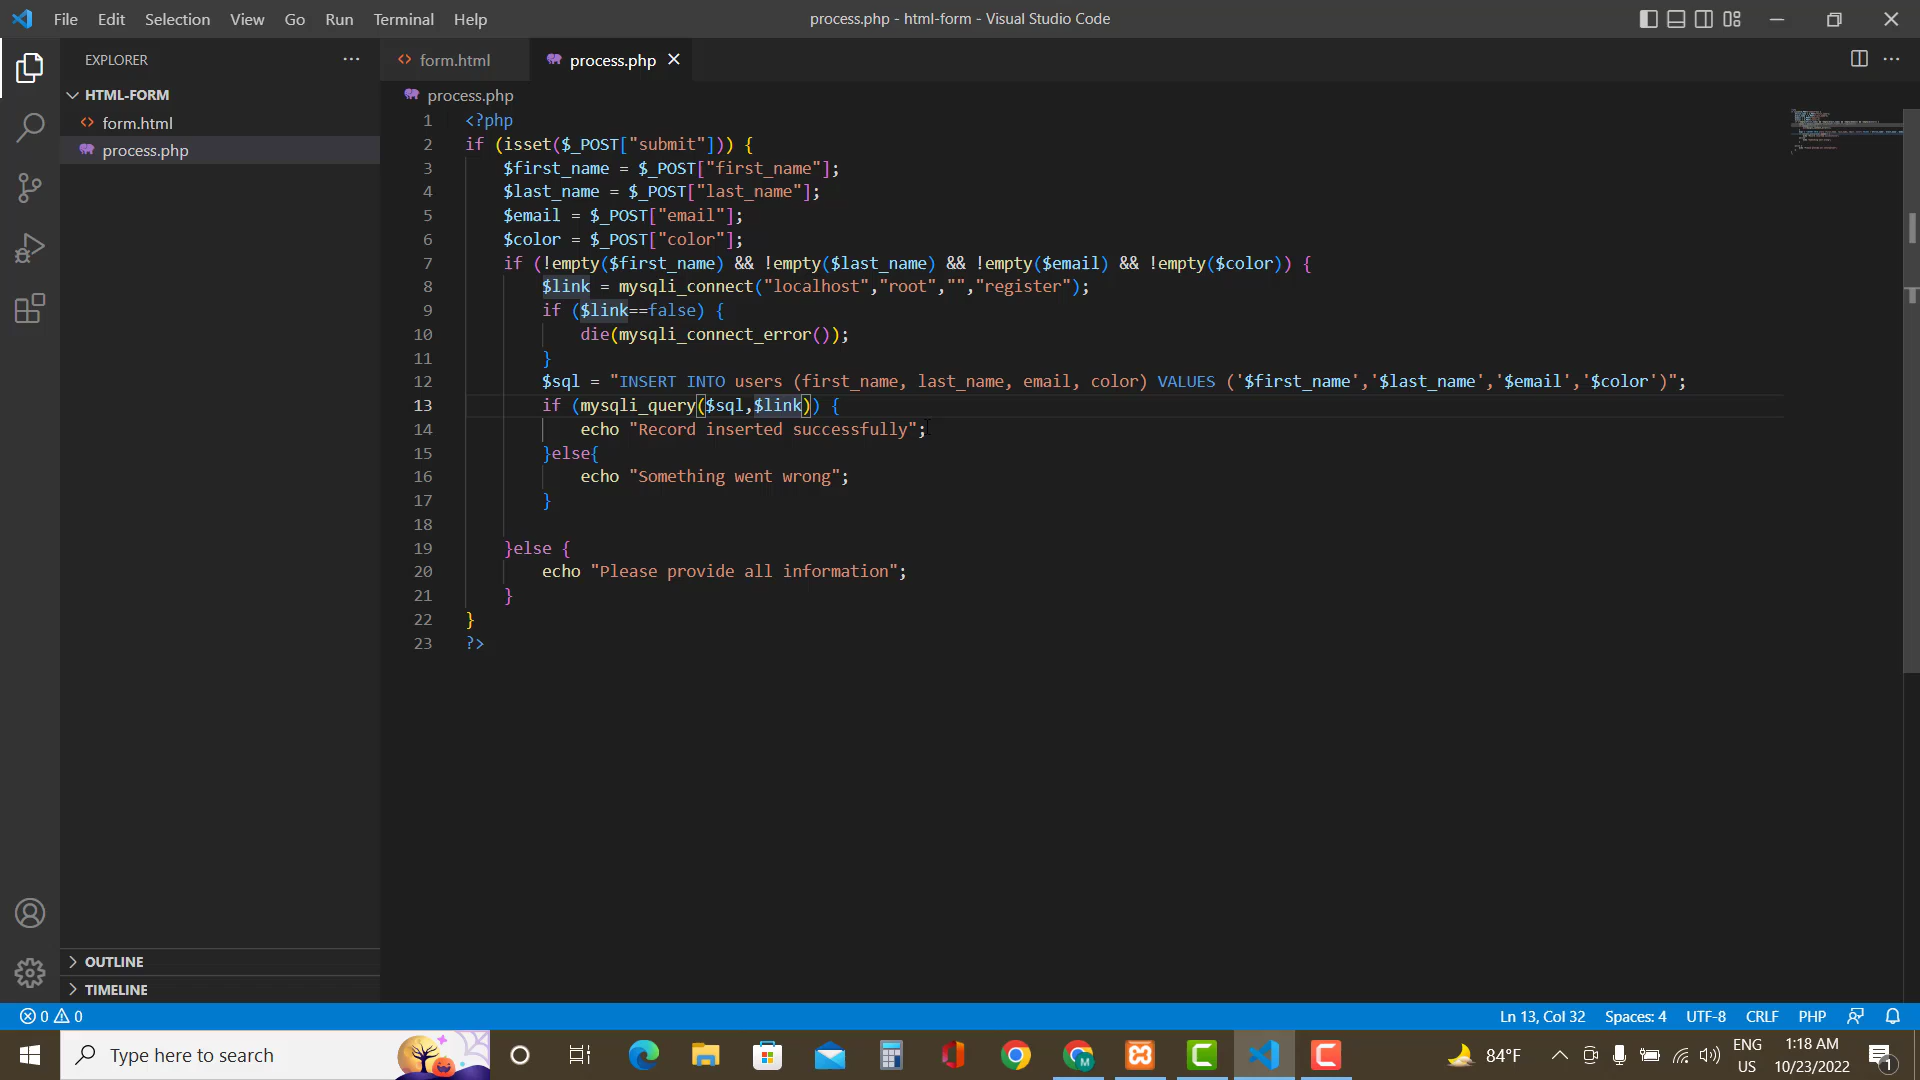 File Edit Selection View Go Run Terminal Help
process.php - html-form - Visual Studio Code
EXPLORER
HTML-FORM
form.html
process.php
form.html
process.php
process.php
1 <?php
2 if (isset($_POST["submit"])) {
3 $first_name = $_POST["first_name"];
4 $last_name = $_POST["last_name"];
5 $email = $_POST["email"];
6 $color = $_POST["color"];
7 if (!empty($first_name) && !empty($last_name) && !empty($email) && !empty($color)) {
8 $link = mysqli_connect("localhost","root","","register");
9 if ($link==false) {
10 die(mysqli_connect_error());
11 }
12 $sql = "INSERT INTO users (first_name, last_name, email, color) VALUES ('$first_name','$last_name','$email','$color')";
13 if (mysqli_query($sql,$link)) {
14 echo "Record inserted successfully";
15 }else{
16 echo "Something went wrong";
17 }
18
19 }else {
20 echo "Please provide all information";
21 }
22 }
23 ?>
OUTLINE
TIMELINE
0 0
Ln 13, Col 32 Spaces: 4 UTF-8 CRLF PHP
Type here to search
84°F
ENG
US
1:18 AM
10/23/2022
1